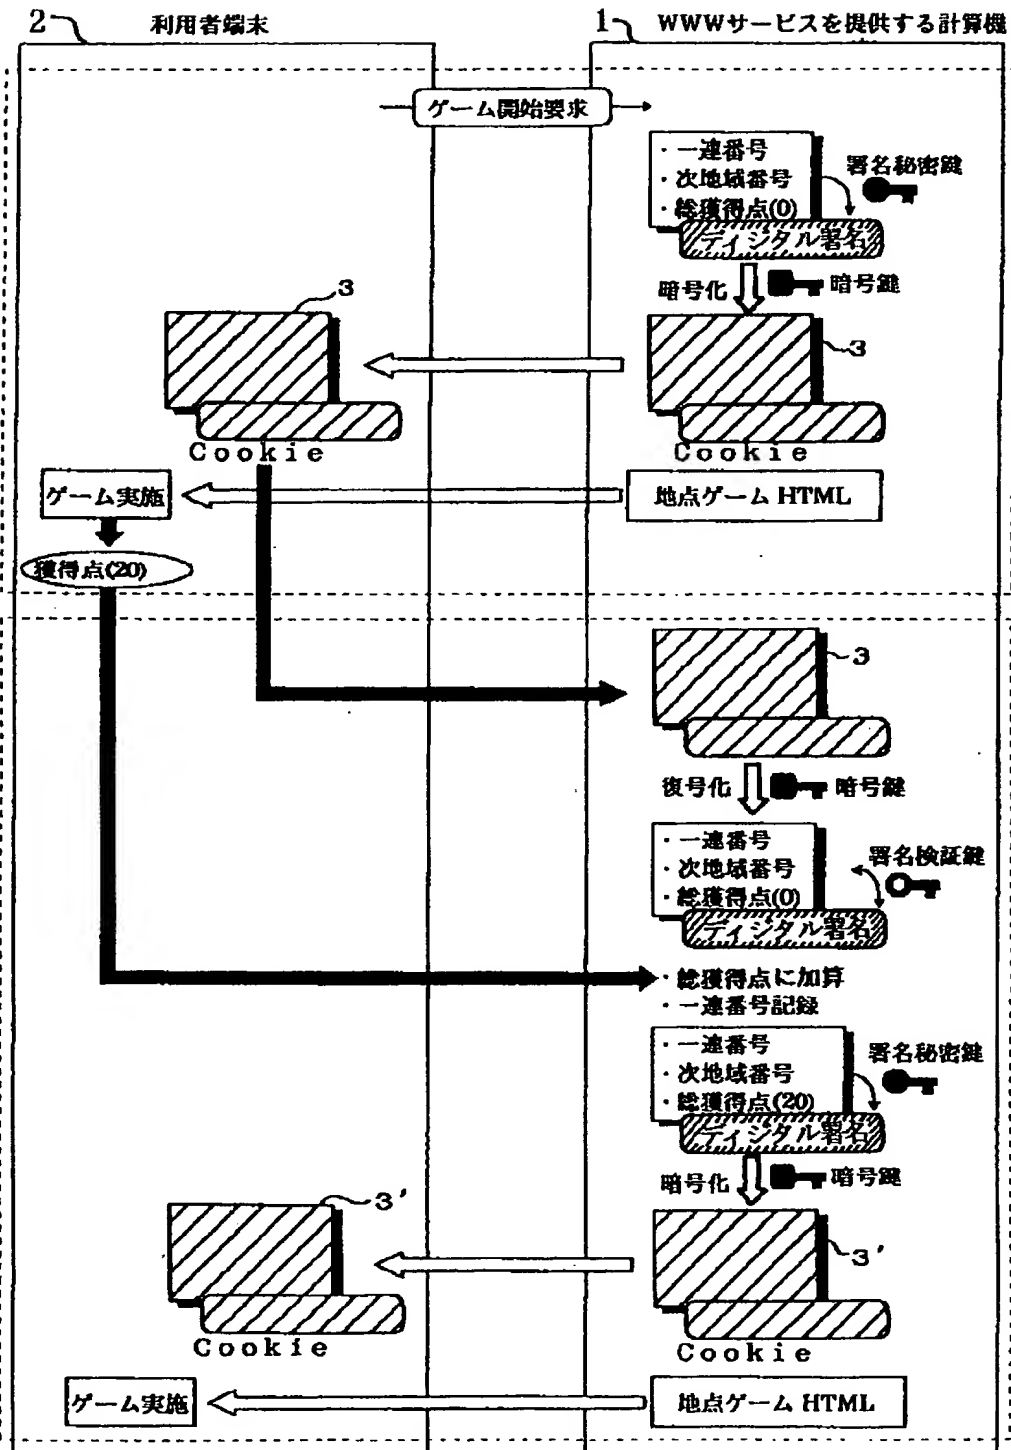 2 利用者端末
1 WWWサービスを提供する計算機
ゲーム開始要求
・一連番号
・次地域番号
・総獲得点(0)
ディジタル署名
署名秘密鍵
暗号化
暗号鍵
3
3
Cookie
Cookie
ゲーム実施
地点ゲーム HTML
獲得点(20)
3
復号化
暗号鍵
・一連番号
・次地域番号
・総獲得点(0)
ディジタル署名
署名検証鍵
・総獲得点に加算
・一連番号記録
・一連番号
・次地域番号
・総獲得点(20)
ディジタル署名
署名秘密鍵
暗号化
暗号鍵
3'
3'
Cookie
Cookie
ゲーム実施
地点ゲーム HTML